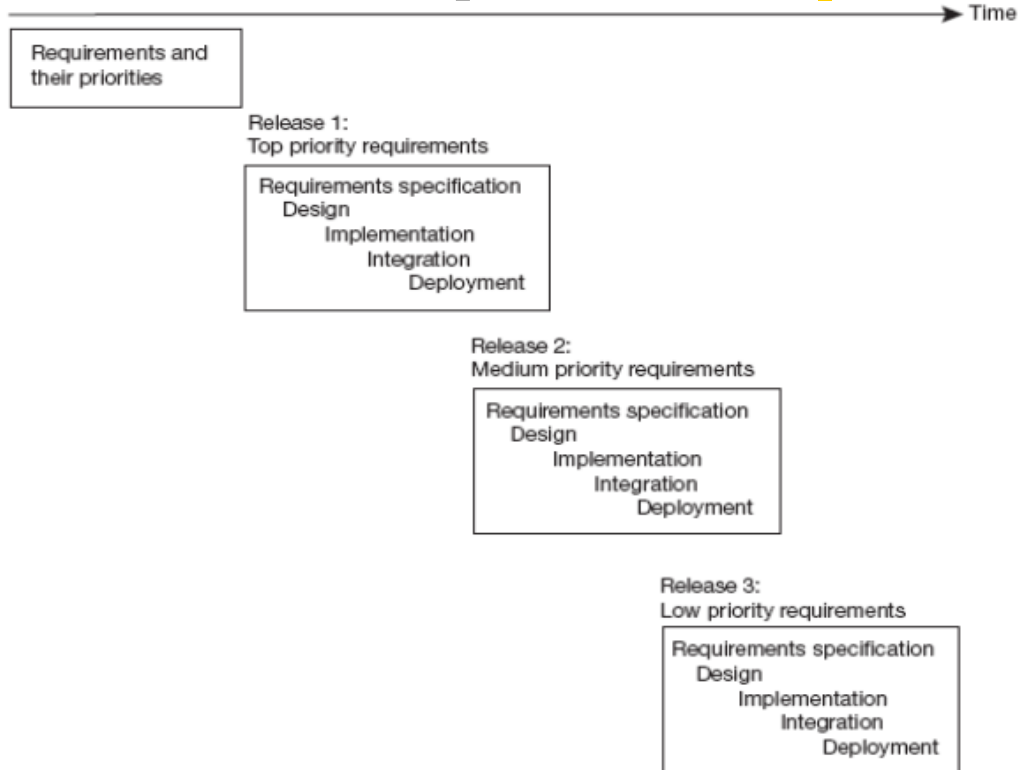 Time
Requirements and
their priorities
Release 1:
Top priority requirements
Requirements specification
Design
Implementation
Integration
Deployment
Release 2:
Medium priority requirements
Requirements specification
Design
Implementation
Integration
Deployment
Release 3:
Low priority requirements
Requirements specification
Design
Implementation
Integration
Deployment